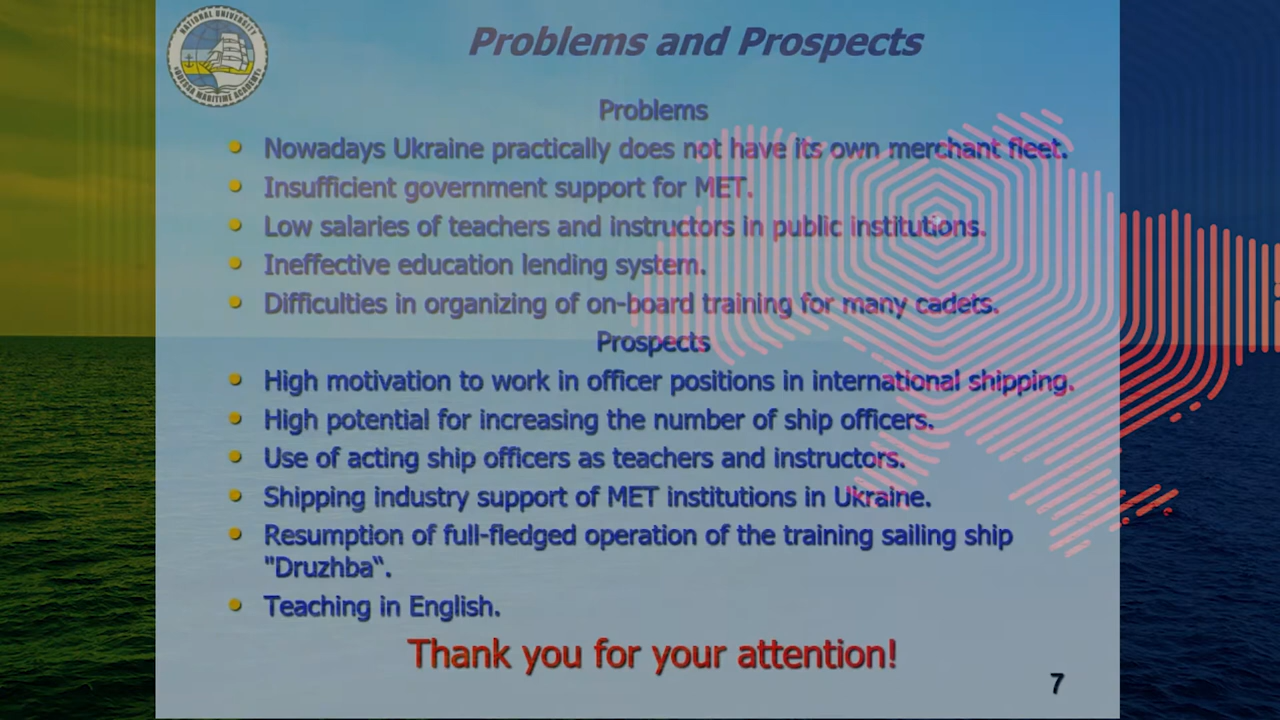 NATIONAL UNIVERSITY
Problems and Prospects
"ODESSA MARITIME ACADEMY"
Problems
Nowadays Ukraine practically does not have its own merchant fleet.
Insufficient government support for MET.
Low salaries of teachers and instructors in public institutions.
Ineffective education lending system.
Difficulties in organizing of on-board training for many cadets.
Prospects
High motivation to work in officer positions in international shipping.
High potential for increasing the number of ship officers.
Use of acting ship officers as teachers and instructors.
Shipping industry support of MET institutions in Ukraine.
Resumption of full-fledged operation of the training sailing ship
"Druzhba“.
Teaching in English.
Thank you for your attention!
7